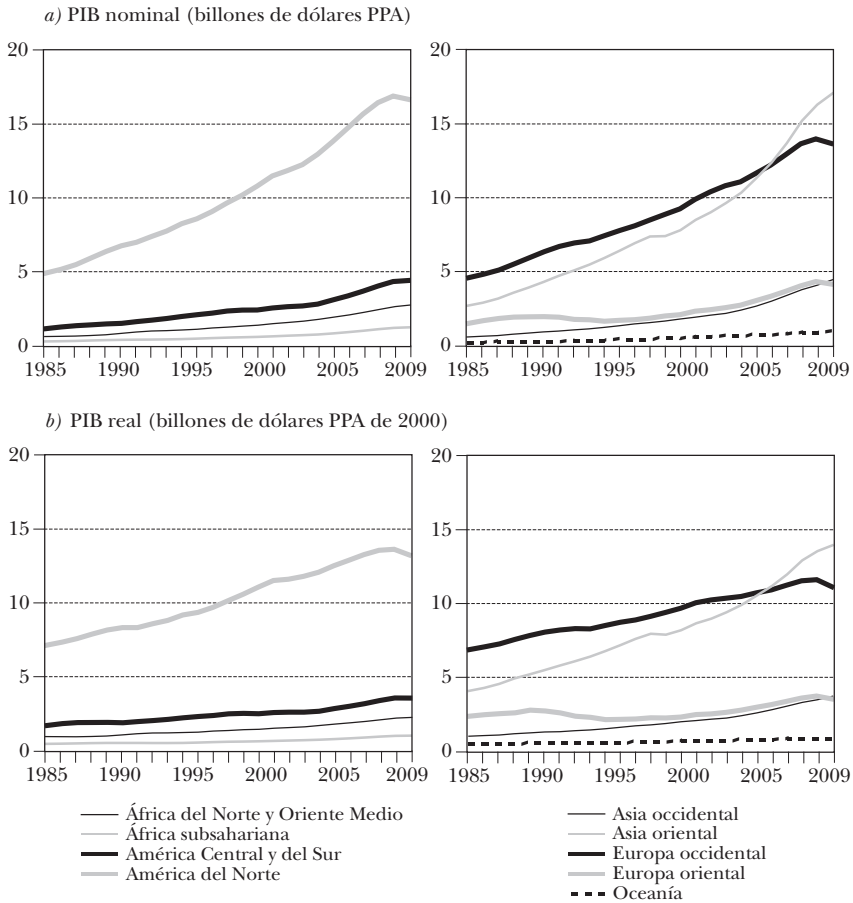 a) PIB nominal (billones de dólares PPA)
20
15
10
5
0
1985 1990 1995 2000 2005 2009
20
15
10
5
0
1985 1990 1995 2000 2005 2009
b) PIB real (billones de dólares PPA de 2000)
20
15
10
5
0
1985 1990 1995 2000 2005 2009
20
15
10
5
0
1985 1990 1995 2000 2005 2009
África del Norte y Oriente Medio
África subsahariana
América Central y del Sur
América del Norte
Asia occidental
Asia oriental
Europa occidental
Europa oriental
Oceanía